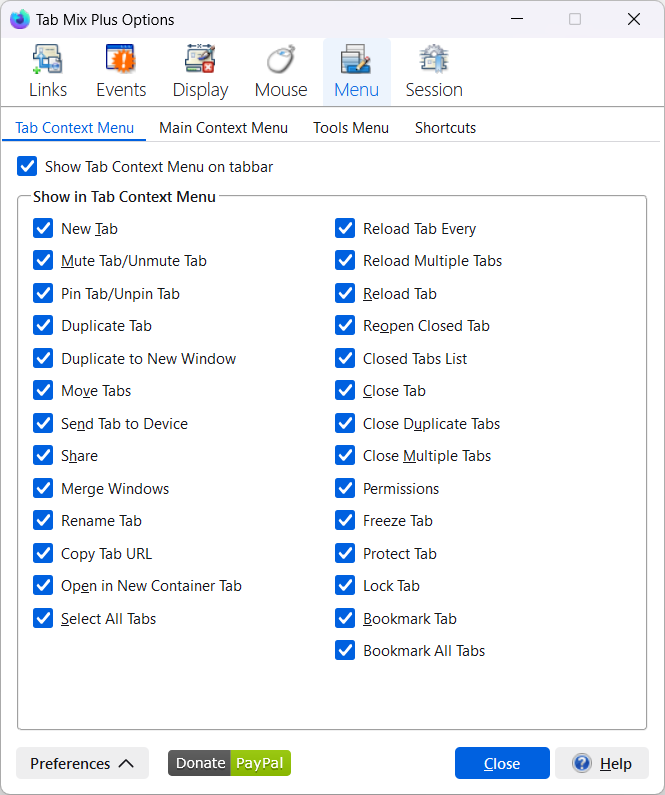 Tab Mix Plus Options
Links Events Display Mouse Menu Session
Tab Context Menu Main Context Menu Tools Menu Shortcuts
Show Tab Context Menu on tabbar
Show in Tab Context Menu
New Tab
Mute Tab/Unmute Tab
Pin Tab/Unpin Tab
Duplicate Tab
Duplicate to New Window
Move Tabs
Send Tab to Device
Share
Merge Windows
Rename Tab
Copy Tab URL
Open in New Container Tab
Select All Tabs
Reload Tab Every
Reload Multiple Tabs
Reload Tab
Reopen Closed Tab
Closed Tabs List
Close Tab
Close Duplicate Tabs
Close Multiple Tabs
Permissions
Freeze Tab
Protect Tab
Lock Tab
Bookmark Tab
Bookmark All Tabs
Preferences Donate PayPal Close ? Help